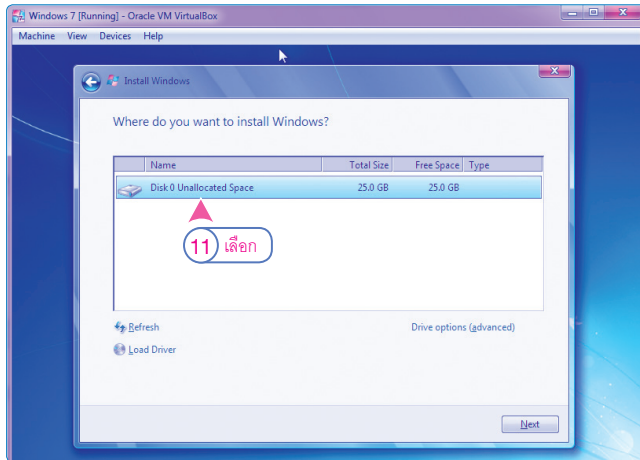 Windows 7 [Running] - Oracle VM VirtualBox
Machine View Devices Help
Install Windows
Where do you want to install Windows?
Name Total Size Free Space Type
Disk 0 Unallocated Space 25.0 GB 25.0 GB
11 เลือก
Refresh Drive options (advanced)
Load Driver
Next